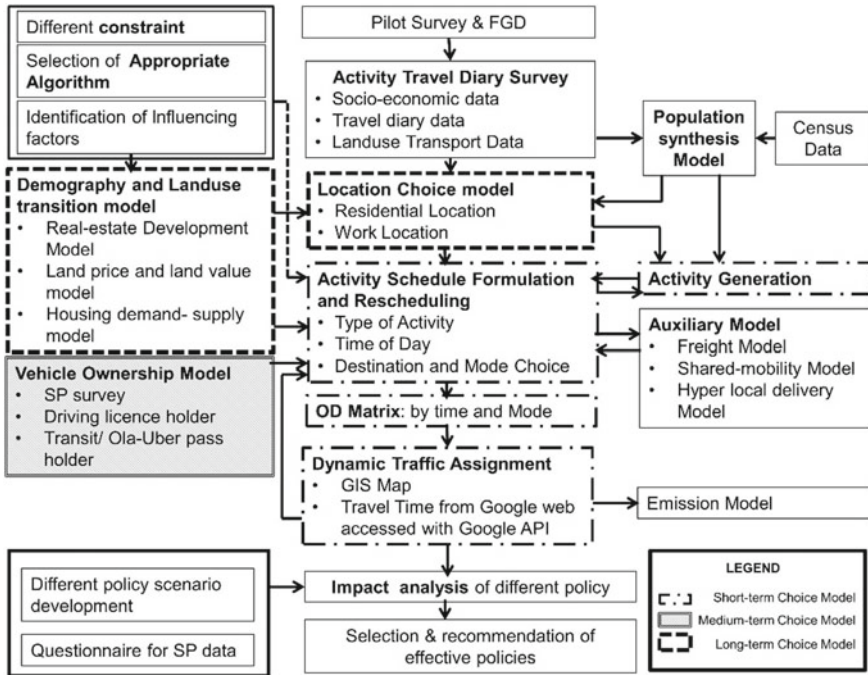 Different constraint
Selection of Appropriate
Algorithm
Identification of Influencing
factors
Demography and Landuse
transition model
• Real-estate Development
Model
• Land price and land value
model
• Housing demand- supply
model
Vehicle Ownership Model
• SP survey
• Driving licence holder
• Transit/ Ola-Uber pass
holder
Different policy scenario
development
Questionnaire for SP data
Pilot Survey & FGD
Activity Travel Diary Survey
• Socio-economic data
• Travel diary data
• Landuse Transport Data
Location Choice model
• Residential Location
• Work Location
Activity Schedule Formulation
and Rescheduling
• Type of Activity
• Time of Day
• Destination and Mode Choice
OD Matrix: by time and Mode
Dynamic Traffic Assignment
• GIS Map
• Travel Time from Google web
accessed with Google API
Impact analysis of different policy
Selection & recommendation of
effective policies
Population
synthesis
Model
Census
Data
Activity Generation
Auxiliary Model
• Freight Model
• Shared-mobility Model
• Hyper local delivery
Model
Emission Model
LEGEND
Short-term Choice Model
Medium-term Choice Model
Long-term Choice Model